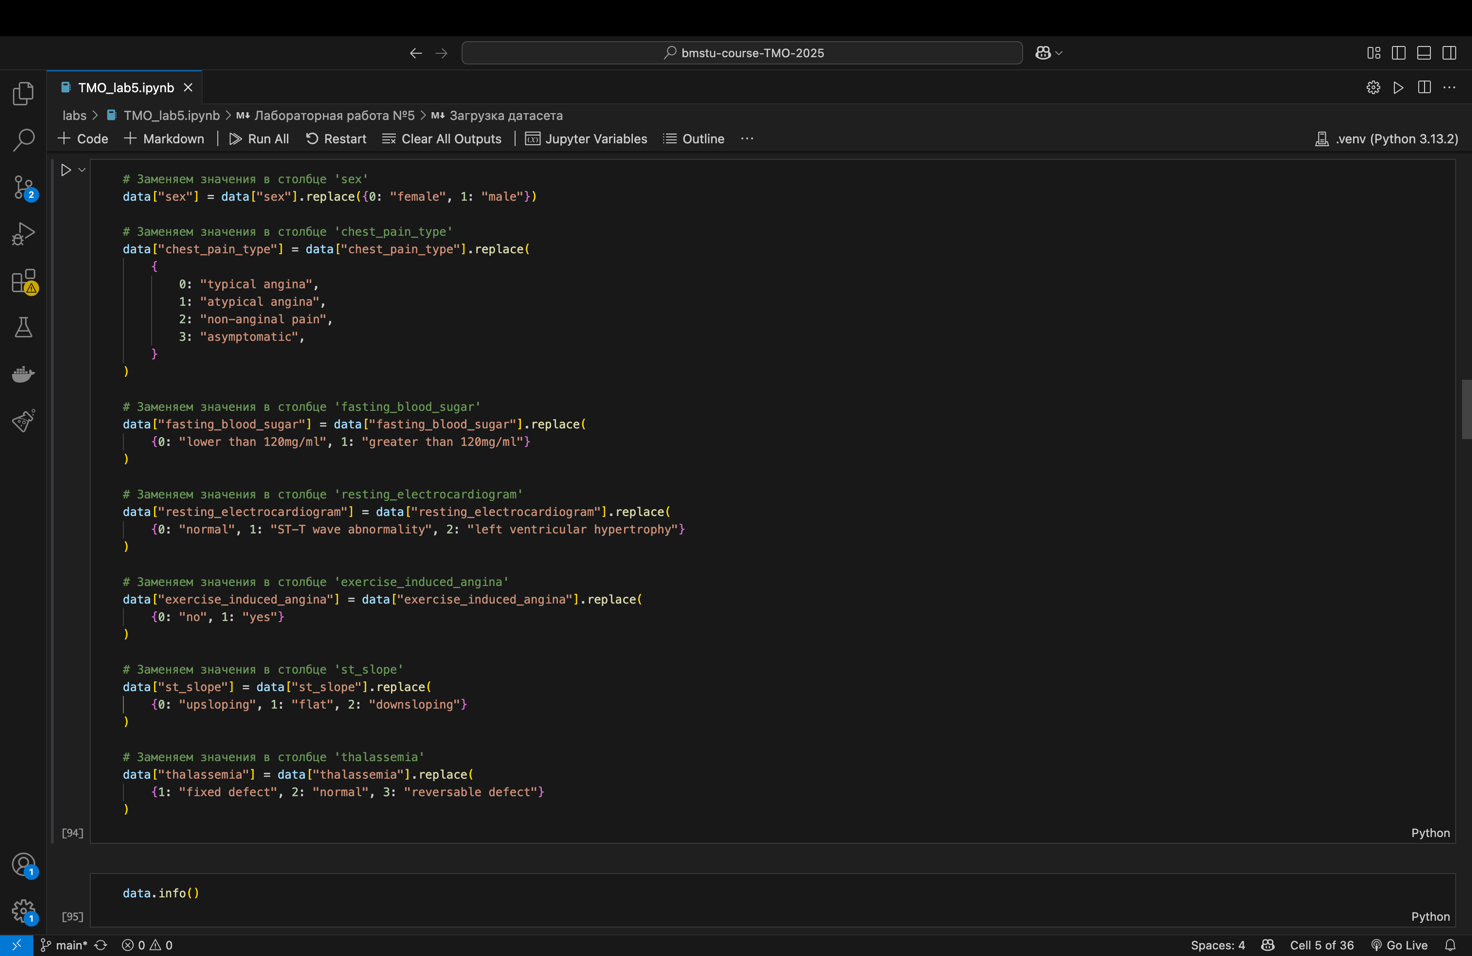 bmstu-course-TMO-2025
TMO_lab5.ipynb
labs > TMO_lab5.ipynb > M↓ Лабораторная работа №5 > M↓ Загрузка датасета
+ Code + Markdown | Run All Restart Clear All Outputs | Jupyter Variables Outline ···
.venv (Python 3.13.2)
# Заменяем значения в столбце 'sex'
data["sex"] = data["sex"].replace({0: "female", 1: "male"})
# Заменяем значения в столбце 'chest_pain_type'
data["chest_pain_type"] = data["chest_pain_type"].replace(
{
0: "typical angina",
1: "atypical angina",
2: "non-anginal pain",
3: "asymptomatic",
}
)
# Заменяем значения в столбце 'fasting_blood_sugar'
data["fasting_blood_sugar"] = data["fasting_blood_sugar"].replace(
{0: "lower than 120mg/ml", 1: "greater than 120mg/ml"}
)
# Заменяем значения в столбце 'resting_electrocardiogram'
data["resting_electrocardiogram"] = data["resting_electrocardiogram"].replace(
{0: "normal", 1: "ST-T wave abnormality", 2: "left ventricular hypertrophy"}
)
# Заменяем значения в столбце 'exercise_induced_angina'
data["exercise_induced_angina"] = data["exercise_induced_angina"].replace(
{0: "no", 1: "yes"}
)
# Заменяем значения в столбце 'st_slope'
data["st_slope"] = data["st_slope"].replace(
{0: "upsloping", 1: "flat", 2: "downsloping"}
)
# Заменяем значения в столбце 'thalassemia'
data["thalassemia"] = data["thalassemia"].replace(
{1: "fixed defect", 2: "normal", 3: "reversable defect"}
)
[94]
Python
data.info()
[95]
Python
2
1
1
main* 0 0
Spaces: 4 Cell 5 of 36 Go Live